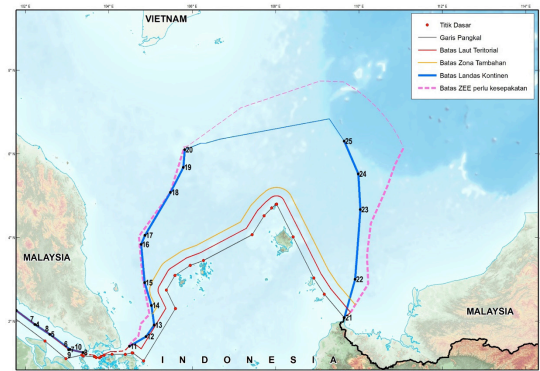 VIETNAM
Titik Dasar
Garis Pangkal
Batas Laut Teritorial
Batas Zona Tambahan
Batas Landas Kontinen
Batas ZEE perlu kesepakatan
25
20
19
24
18
23
17
16
MALAYSIA
15
22
14
MALAYSIA
21
13
12
11
10
9
INDONESIA